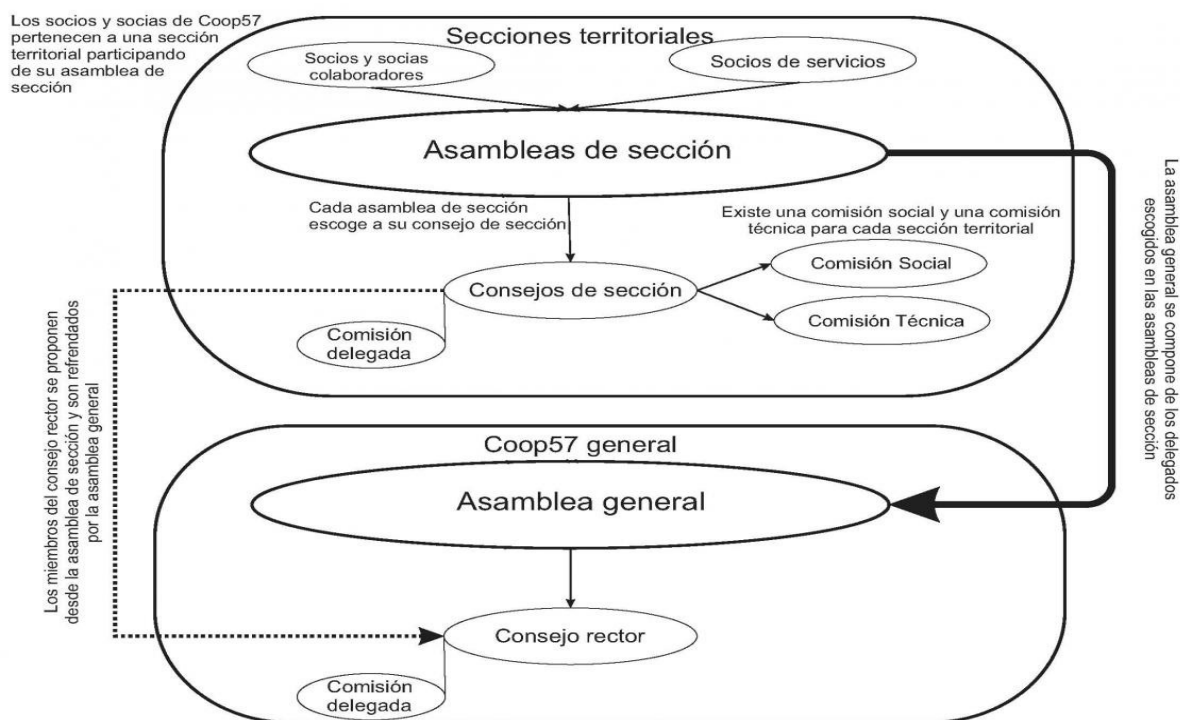 Los socios y socias de Coop57
pertenecen a una sección
territorial participando
de su asamblea de
sección
Secciones territoriales
Socios y socias
colaboradores
Socios de servicios
Asambleas de sección
Cada asamblea de sección
escoge a su consejo de sección
Existe una comisión social y una comisión
técnica para cada sección territorial
Comisión Social
Consejos de sección
Comisión Técnica
Comisión
delegada
La asamblea general se compone de los delegados
escogidos en las asambleas de sección
Los miembros del consejo rector se proponen
desde la asamblea de sección y son refrendados
por la asamblea general
Coop57 general
Asamblea general
Consejo rector
Comisión
delegada